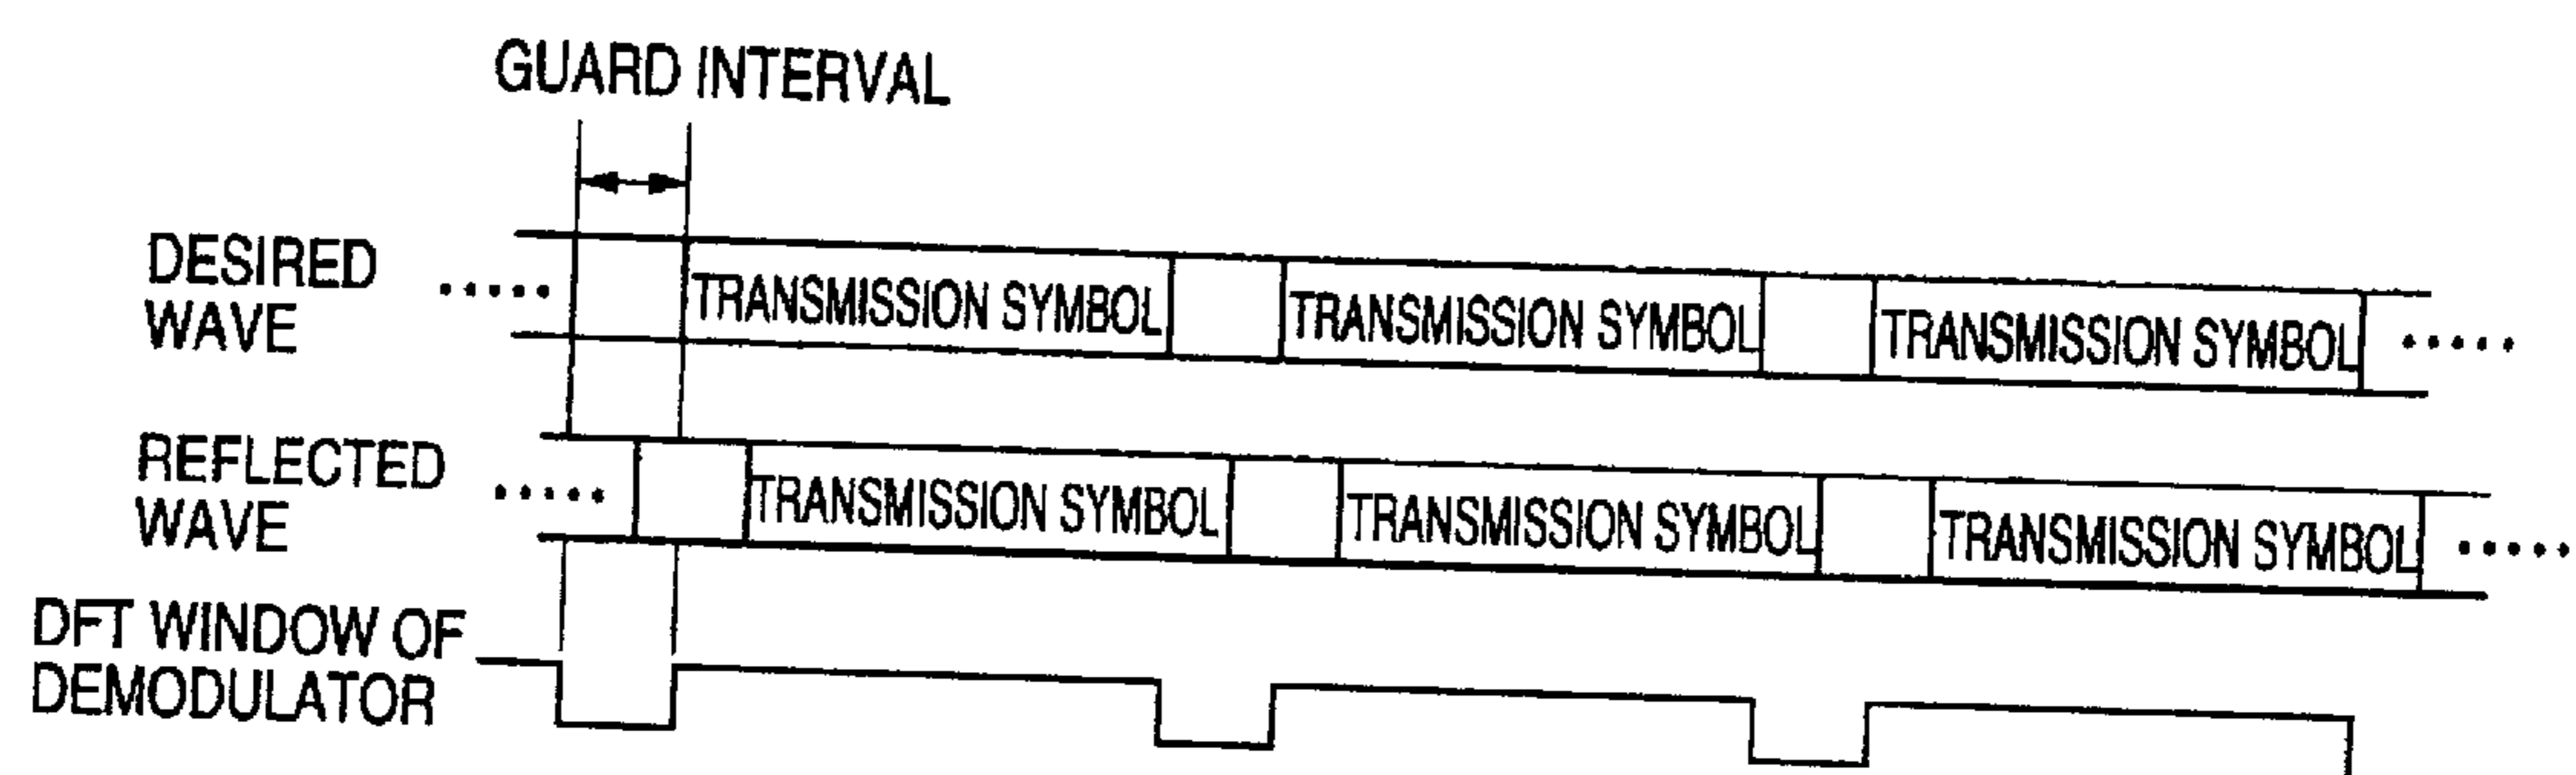 GUARD INTERVAL
DESIRED
WAVE
..... TRANSMISSION SYMBOL TRANSMISSION SYMBOL TRANSMISSION SYMBOL .....
REFLECTED
WAVE
..... TRANSMISSION SYMBOL TRANSMISSION SYMBOL TRANSMISSION SYMBOL .....
DFT WINDOW OF
DEMODULATOR